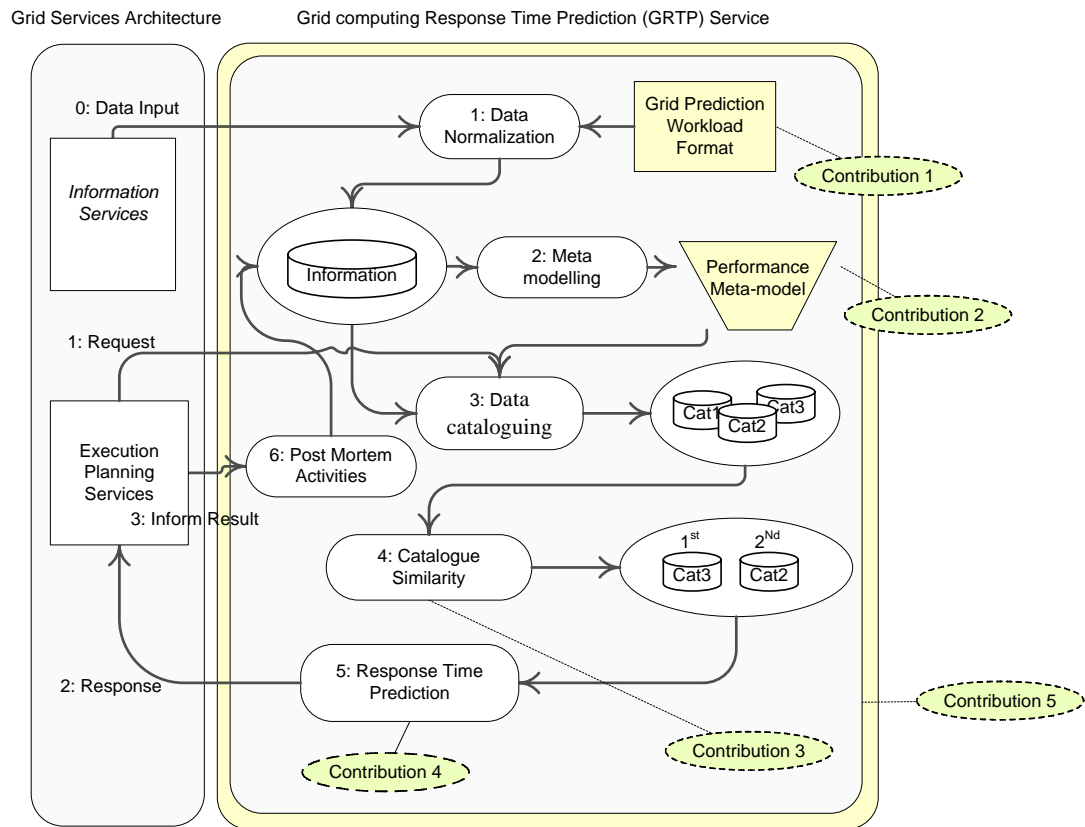 Grid Services Architecture
Grid computing Response Time Prediction (GRTP) Service
0: Data Input
1: Data
Normalization
Grid Prediction
Workload
Format
Contribution 1
Information
Services
Information
2: Meta
modelling
Performance
Meta-model
Contribution 2
1: Request
3: Data
cataloguing
Cat1
Cat2
Cat3
Execution
Planning
Services
6: Post Mortem
Activities
3: Inform Result
4: Catalogue
Similarity
1st
2Nd
Cat3
Cat2
5: Response Time
Prediction
2: Response
Contribution 5
Contribution 3
Contribution 4